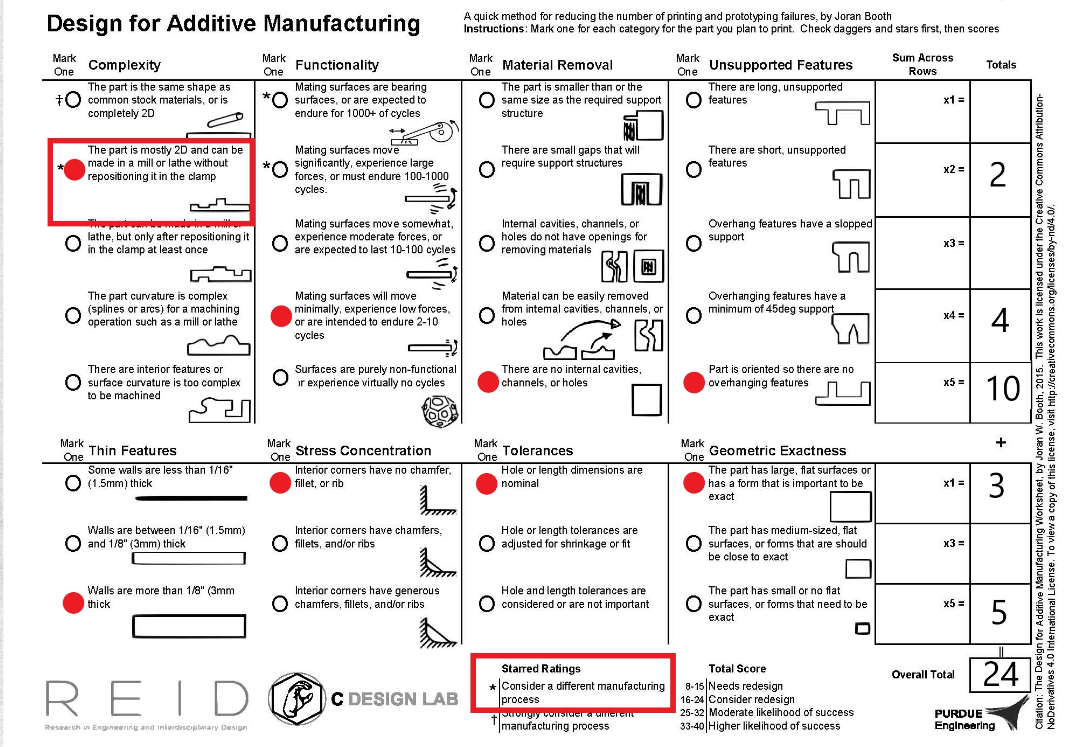 Design for Additive Manufacturing
A quick method for reducing the number of printing and prototyping failures, by Joran Booth
Instructions: Mark one for each category for the part you plan to print. Check daggers and stars first, then scores
Mark One
Complexity
†
The part is the same shape as
common stock materials, or is
completely 2D
*
The part is mostly 2D and can be
made in a mill or lathe without
repositioning it in the clamp
The part can be made in a mill or
lathe, but only after repositioning it
in the clamp at least once
The part curvature is complex
(splines or arcs) for a machining
operation such as a mill or lathe
There are interior features or
surface curvature is too complex
to be machined
Mark One
Functionality
*
Mating surfaces are bearing
surfaces, or are expected to
endure for 1000+ of cycles
*
Mating surfaces move
significantly, experience large
forces, or must endure 100-1000
cycles.
Mating surfaces move somewhat,
experience moderate forces, or
are expected to last 10-100 cycles
Mating surfaces will move
minimally, experience low forces,
or are intended to endure 2-10
cycles
Surfaces are purely non-functional
or experience virtually no cycles
Mark One
Material Removal
The part is smaller than or the
same size as the required support
structure
There are small gaps that will
require support structures
Internal cavities, channels, or
holes do not have openings for
removing materials
Material can be easily removed
from internal cavities, channels, or
holes
There are no internal cavities,
channels, or holes
Mark One
Unsupported Features
There are long, unsupported
features
There are short, unsupported
features
Overhang features have a slopped
support
Overhanging features have a
minimum of 45deg support
Part is oriented so there are no
overhanging features
Sum Across
Rows
Totals
x1 =
x2 = 2
x3 =
x4 = 4
x5 = 10
+
Mark One
Thin Features
Some walls are less than 1/16"
(1.5mm) thick
Walls are between 1/16" (1.5mm)
and 1/8" (3mm) thick
Walls are more than 1/8" (3mm
thick
Mark One
Stress Concentration
Interior corners have no chamfer,
fillet, or rib
Interior corners have chamfers,
fillets, and/or ribs
Interior corners have generous
chamfers, fillets, and/or ribs
Mark One
Tolerances
Hole or length dimensions are
nominal
Hole or length tolerances are
adjusted for shrinkage or fit
Hole and length tolerances are
considered or are not important
Mark One
Geometric Exactness
The part has large, flat surfaces or
has a form that is important to be
exact
The part has medium-sized, flat
surfaces, or forms that are should
be close to exact
The part has small or no flat
surfaces, or forms that need to be
exact
x1 = 3
x3 =
x5 = 5
=
Overall Total 24
REID
Research in Engineering and Interdisciplinary Design
C DESIGN LAB
Starred Ratings
* Consider a different manufacturing
process
† Strongly consider a different
manufacturing process
Total Score
8-15 Needs redesign
16-24 Consider redesign
25-32 Moderate likelihood of success
33-40 Higher likelihood of success
PURDUE
Engineering
Citation: The Design for Additive Manufacturing Worksheet, by Joran W. Booth, 2015. This work is licensed under the Creative Commons Attribution-
NoDerivatives 4.0 International License. To view a copy of this license, visit http://creativecommons.org/licenses/by-nd/4.0/.